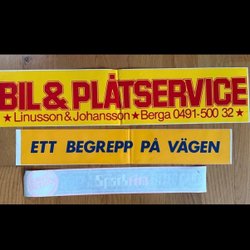 BIL & PLÅTSERVICE
★ Linusson & Johansson ★ Berga 0491-500 32 ★
ETT BEGREPP PÅ VÄGEN